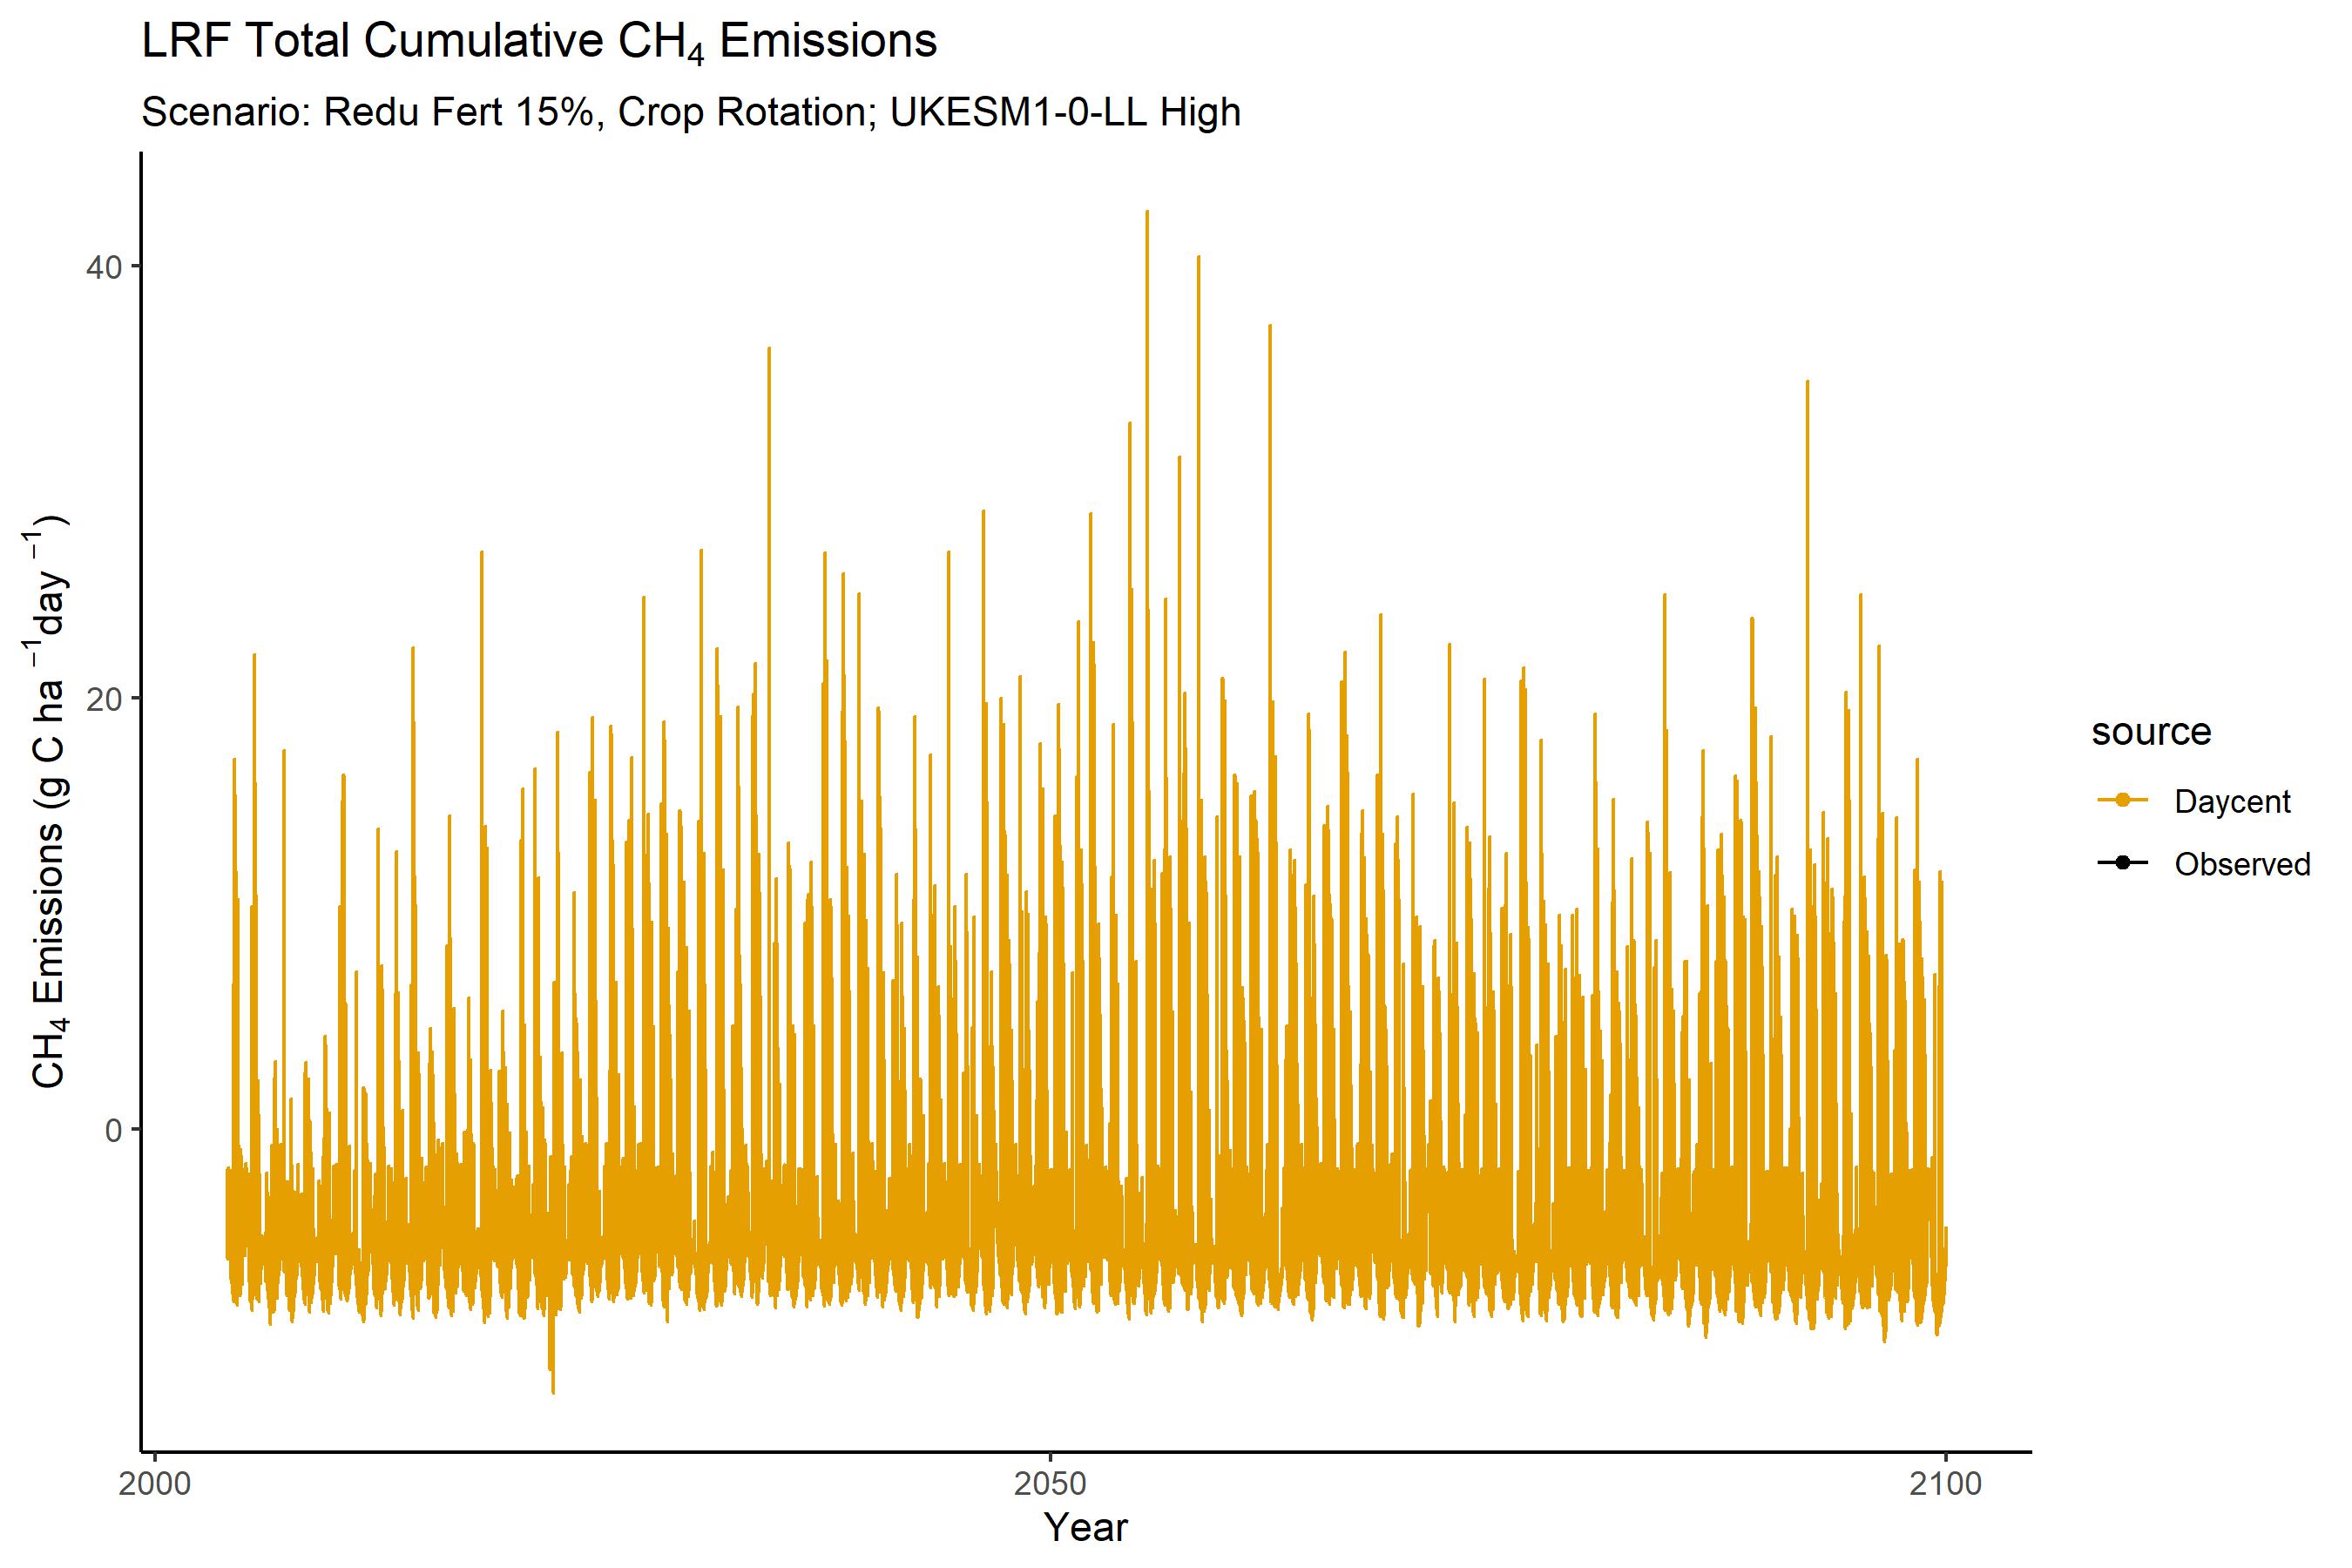 LRF Total Cumulative CH₄ Emissions
Scenario: Redu Fert 15%, Crop Rotation; UKESM1-0-LL High
CH₄ Emissions (g C ha ⁻¹day ⁻¹)
40
20
0
2000
2050
2100
Year
source
Daycent
Observed